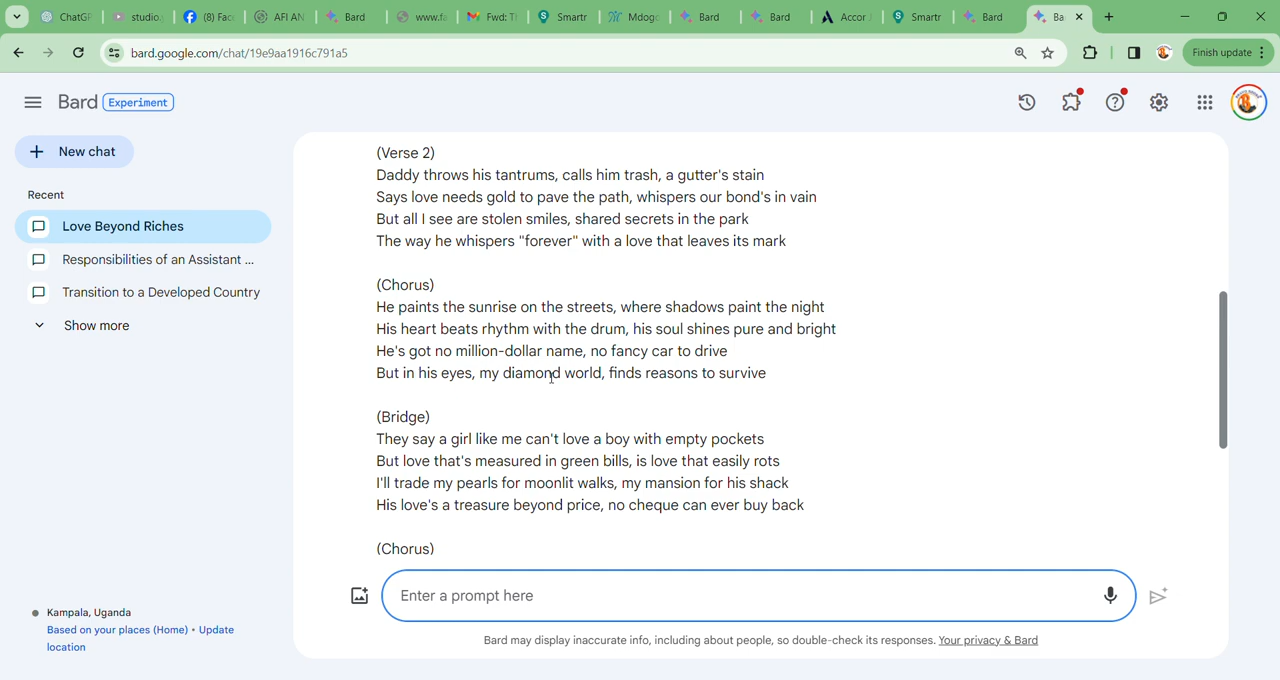 ChatGP
studio.
(8) Fac
AFI AN
Bard
www.fa
Fwd: Th
Smartr
Mdogo
Bard
Bard
Accor
Smartr
Bard
Ba
bard.google.com/chat/19e9aa1916c791a5
Finish update
Bard Experiment
New chat
Recent
Love Beyond Riches
Responsibilities of an Assistant ...
Transition to a Developed Country
Show more
(Verse 2)
Daddy throws his tantrums, calls him trash, a gutter's stain
Says love needs gold to pave the path, whispers our bond's in vain
But all I see are stolen smiles, shared secrets in the park
The way he whispers "forever" with a love that leaves its mark
(Chorus)
He paints the sunrise on the streets, where shadows paint the night
His heart beats rhythm with the drum, his soul shines pure and bright
He's got no million-dollar name, no fancy car to drive
But in his eyes, my diamond world, finds reasons to survive
(Bridge)
They say a girl like me can't love a boy with empty pockets
But love that's measured in green bills, is love that easily rots
I'll trade my pearls for moonlit walks, my mansion for his shack
His love's a treasure beyond price, no cheque can ever buy back
(Chorus)
Enter a prompt here
Bard may display inaccurate info, including about people, so double-check its responses. Your privacy & Bard
Kampala, Uganda
Based on your places (Home) • Update
location